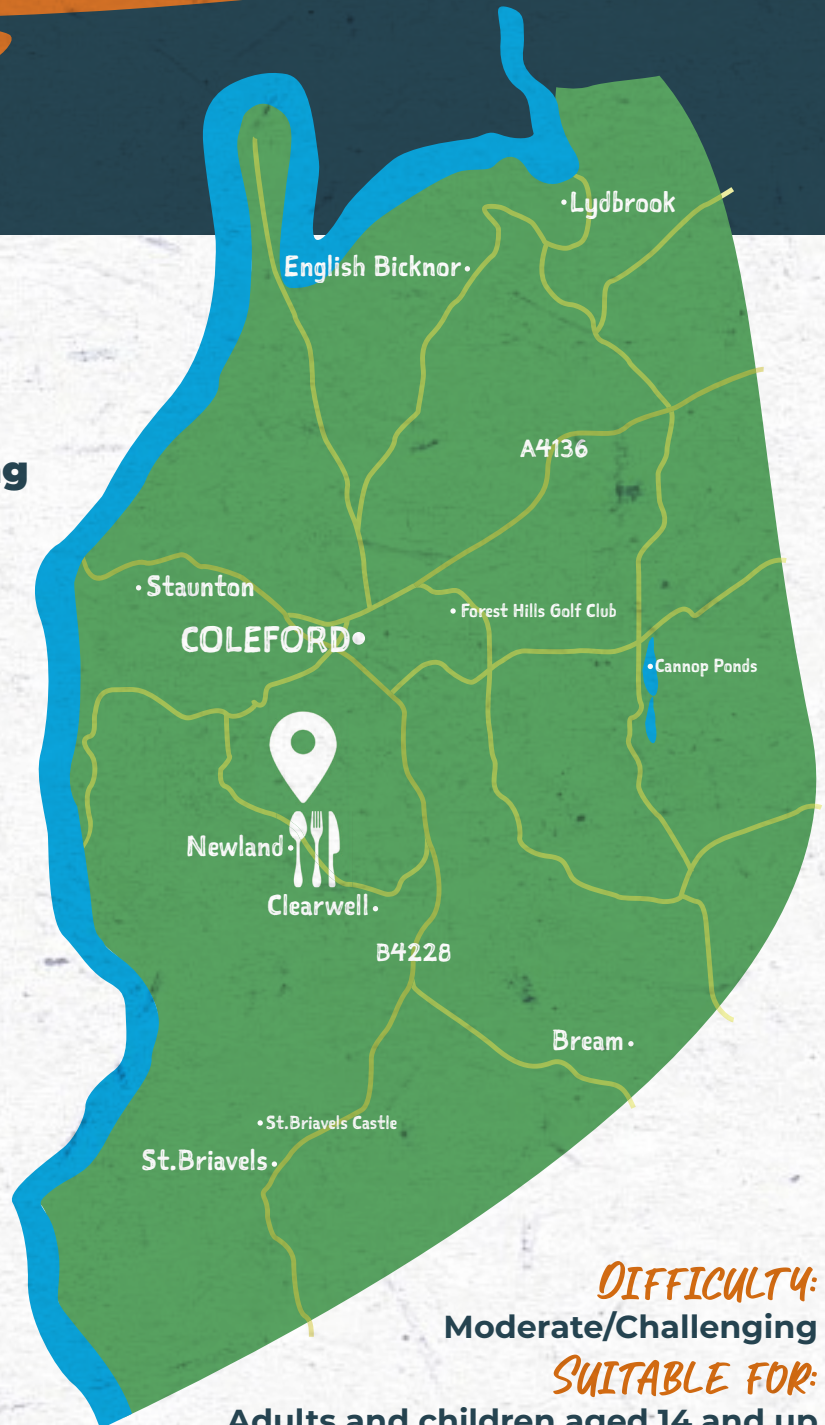 Lydbrook
English Bicknor
A4136
Staunton
Forest Hills Golf Club
COLEFORD
Cannop Ponds
Newland
Clearwell
B4228
Bream
St.Briavels Castle
St.Briavels
DIFFICULTY:
Moderate/Challenging
SUITABLE FOR:
Adults and children aged 14 and up